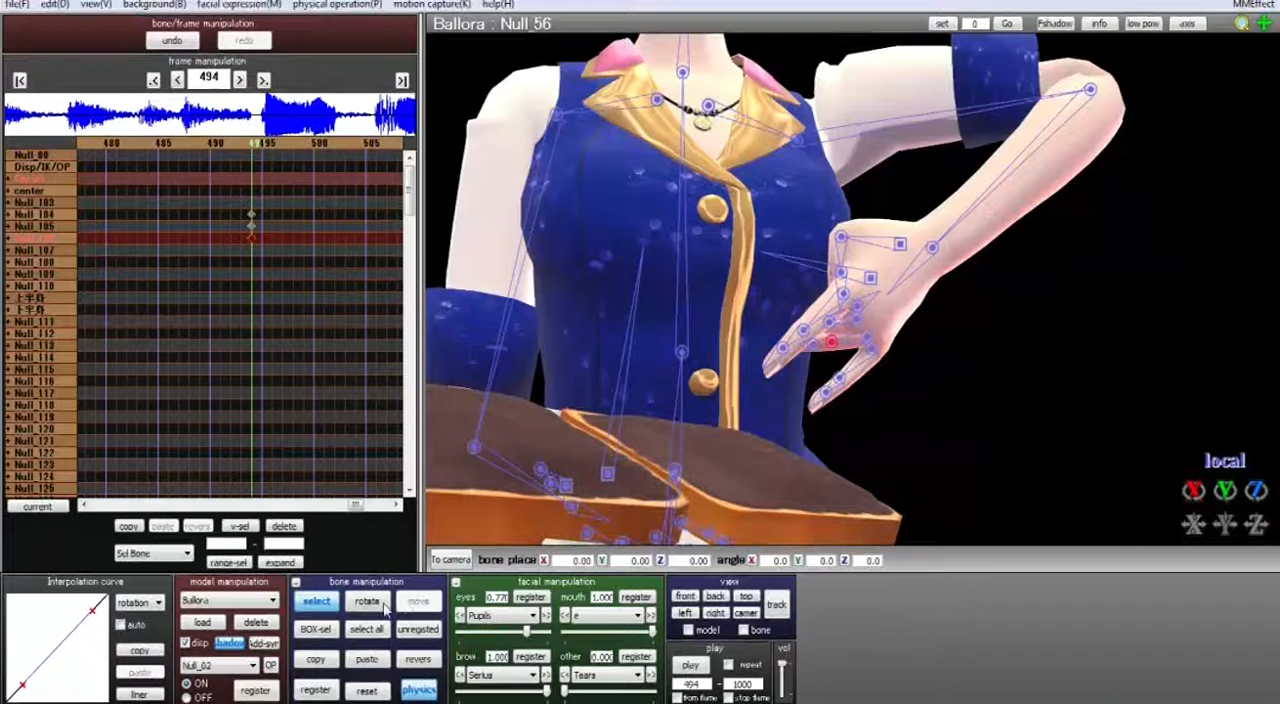 file(F) edit(D) view(V) background(B) facial expression(M) physical operation(P) motion capture(K) help(H) MMEffect
bone/frame manipulation
undo redo
frame manipulation
494
480 485 490 495 500 505
Null_00
Disp/IK/OP
center
Null_103
Null_104
Null_105
Null_107
Null_108
Null_109
Null_110
上半身
下半身
Null_111
Null_112
Null_113
Null_114
Null_115
Null_116
Null_117
Null_118
Null_119
Null_120
Null_121
Null_122
Null_123
Null_124
Null_125
current
copy paste revers v-sel delete
Sel Bone -
range-sel expand
Ballora : Null_56 set 0 Go Fshadow info low pow axis
local
X Y Z
X Y Z
To camera bone place X 0.00 Y 0.00 Z 0.00 angle X 0.0 Y 0.0 Z 0.0
Interpolation curve
rotation
auto
copy
paste
liner
model manipulation
Ballora
load delete
disp shadow Add-syn
Null_02 OP
ON
OFF register
bone manipulation
select rotate move
BOX-sel select all unregisted
copy paste revers
register reset physics
facial manipulation
eyes 0.770 register mouth 1.000 register
<< Pupils >> << e >>
brow 1.000 register other 0.000 register
<< Serius >> << Tears >>
view
front back top
left right camer track
model bone
play vol
play repeat
494 - 1000
from flame stop flame